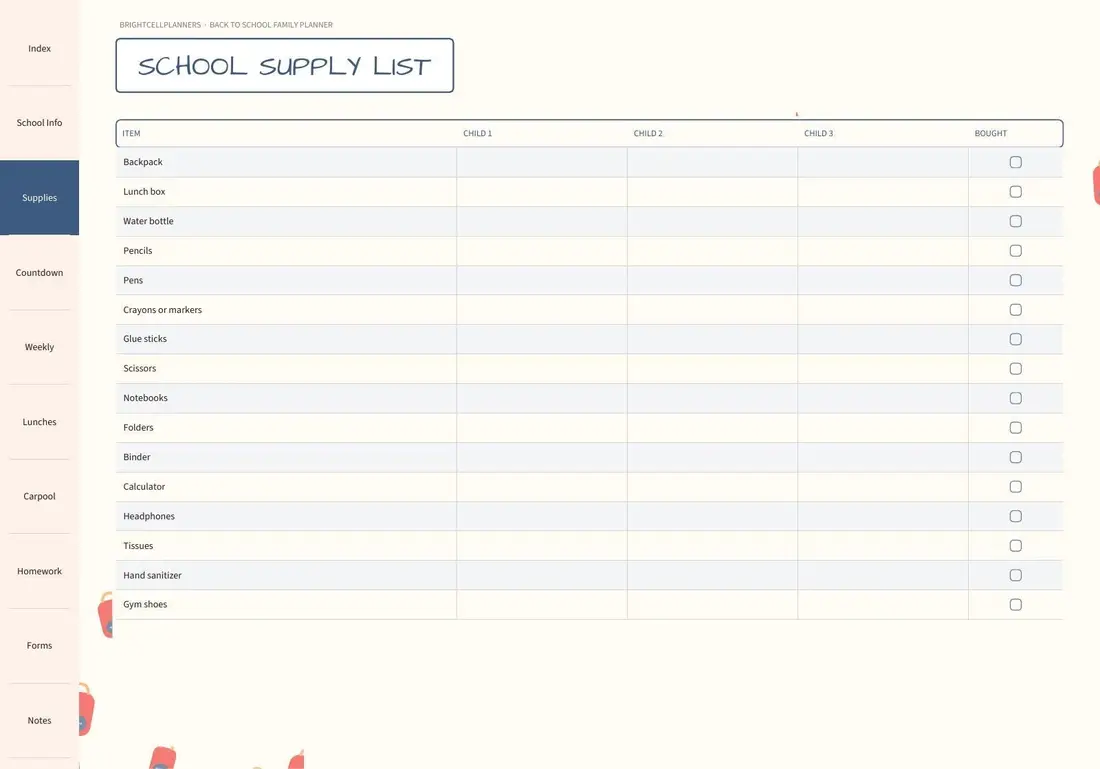 BRIGHTCELLPLANNERS · BACK TO SCHOOL FAMILY PLANNER
SCHOOL SUPPLY LIST
Index
School Info
Supplies
Countdown
Weekly
Lunches
Carpool
Homework
Forms
Notes
ITEM CHILD 1 CHILD 2 CHILD 3 BOUGHT
Backpack
Lunch box
Water bottle
Pencils
Pens
Crayons or markers
Glue sticks
Scissors
Notebooks
Folders
Binder
Calculator
Headphones
Tissues
Hand sanitizer
Gym shoes